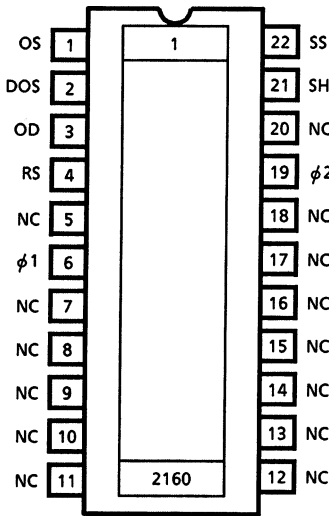 OS 1 1 22 SS
DOS 2 21 SH
OD 3 20 NC
RS 4 19 ϕ2
NC 5 18 NC
ϕ1 6 17 NC
NC 7 16 NC
NC 8 15 NC
NC 9 14 NC
NC 10 13 NC
NC 11 2160 12 NC